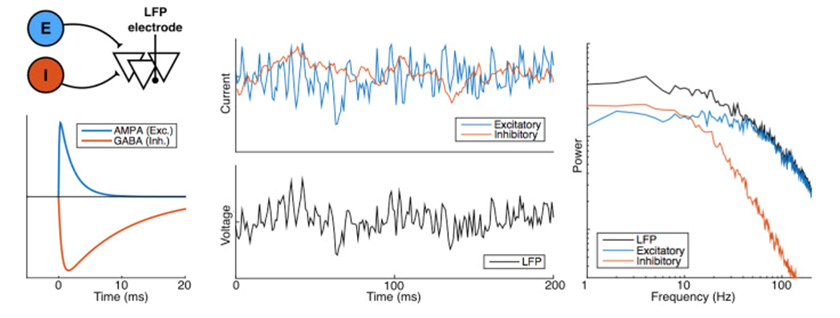 E
I
LFP
electrode
AMPA (Exc.)
GABA (Inh.)
0
10
20
Time (ms)
Current
Excitatory
Inhibitory
Voltage
LFP
0
100
200
Time (ms)
Power
LFP
Excitatory
Inhibitory
1
10
100
Frequency (Hz)